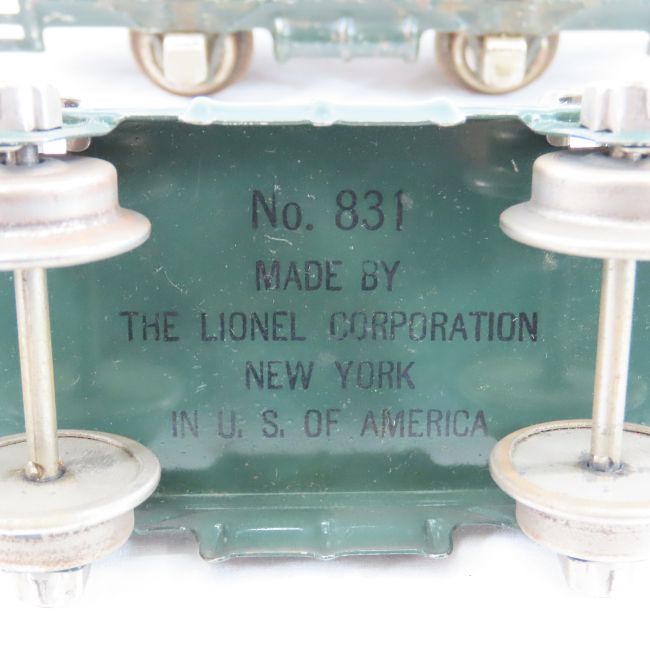 No. 831
MADE BY
THE LIONEL CORPORATION
NEW YORK
IN U. S. OF AMERICA